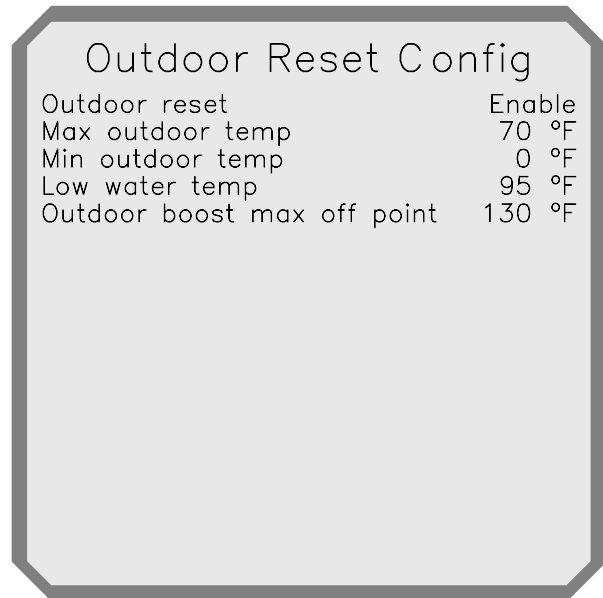 Outdoor Reset Config
Outdoor reset Enable
Max outdoor temp 70 °F
Min outdoor temp 0 °F
Low water temp 95 °F
Outdoor boost max off point 130 °F